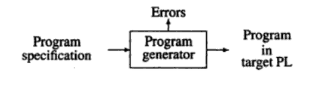 Errors
Program
specification
Program
generator
Program
in
target PL